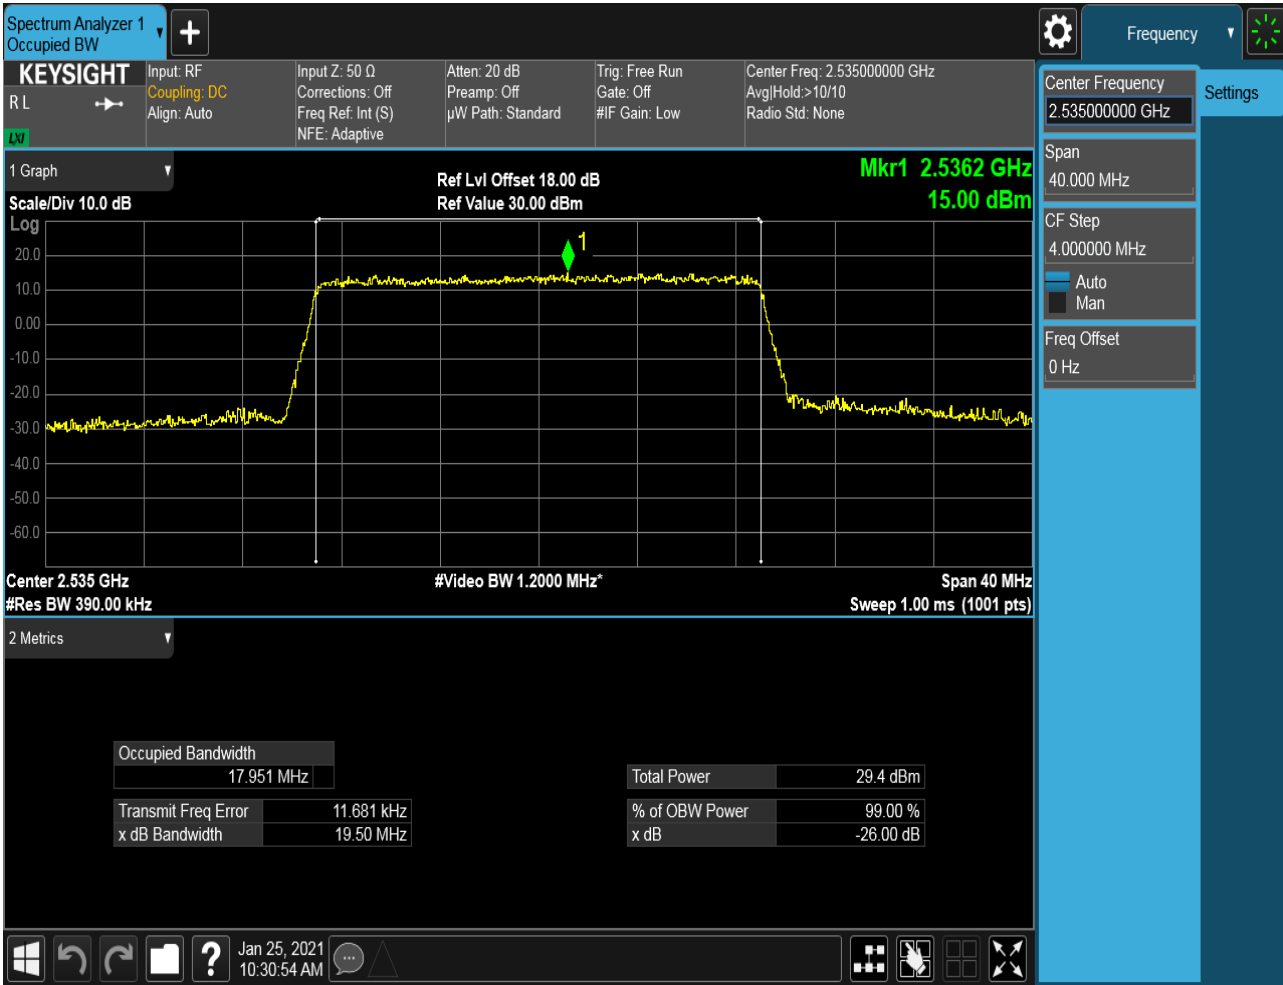 Spectrum Analyzer 1
Occupied BW
Frequency
KEYSIGHT
R L
LXI
Input: RF
Coupling: DC
Align: Auto
Input Z: 50 Ω
Corrections: Off
Freq Ref: Int (S)
NFE: Adaptive
Atten: 20 dB
Preamp: Off
µW Path: Standard
Trig: Free Run
Gate: Off
#IF Gain: Low
Center Freq: 2.535000000 GHz
Avg|Hold:>10/10
Radio Std: None
Center Frequency
2.535000000 GHz
Settings
Span
40.000 MHz
CF Step
4.000000 MHz
Auto
Man
Freq Offset
0 Hz
1 Graph
Scale/Div 10.0 dB
Ref Lvl Offset 18.00 dB
Ref Value 30.00 dBm
Mkr1 2.5362 GHz
15.00 dBm
Log
1
20.0
10.0
0.00
-10.0
-20.0
-30.0
-40.0
-50.0
-60.0
Center 2.535 GHz
#Video BW 1.2000 MHz*
Span 40 MHz
#Res BW 390.00 kHz
Sweep 1.00 ms (1001 pts)
2 Metrics
Occupied Bandwidth
17.951 MHz
Total Power 29.4 dBm
Transmit Freq Error 11.681 kHz
% of OBW Power 99.00 %
x dB Bandwidth 19.50 MHz
x dB -26.00 dB
?
Jan 25, 2021
10:30:54 AM